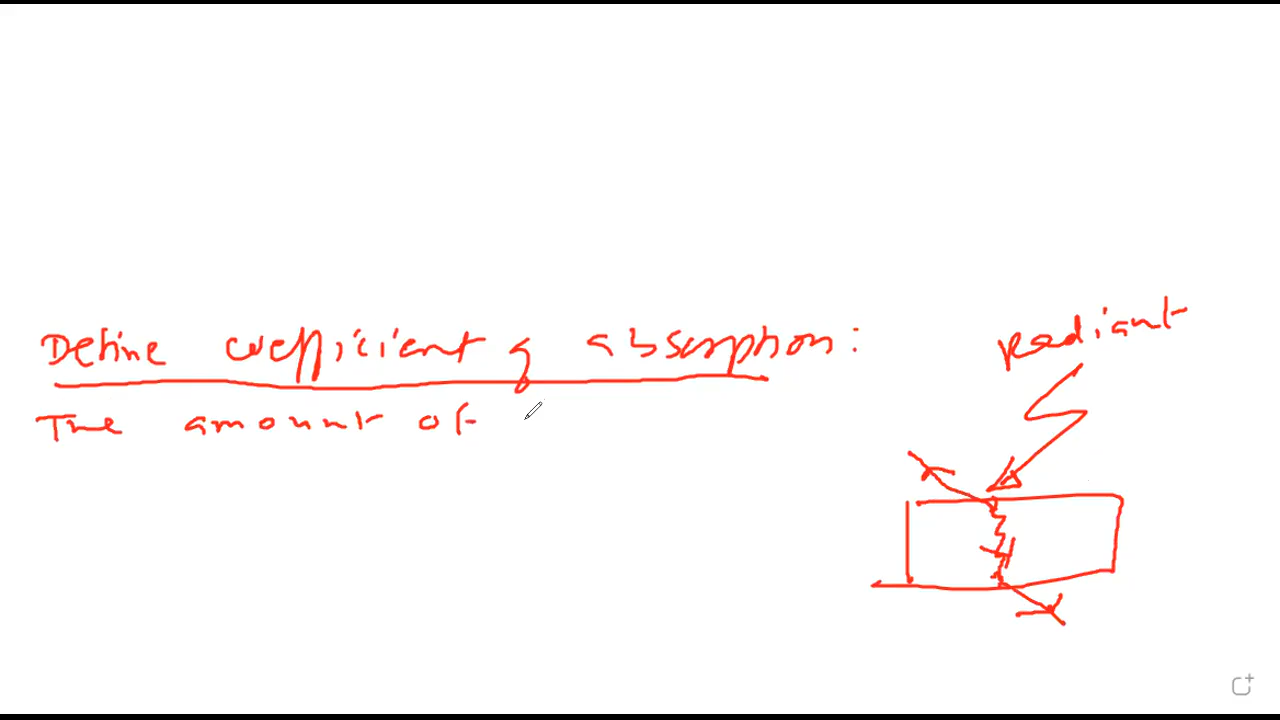 Define coefficient of absorption:
radiant
The amount of